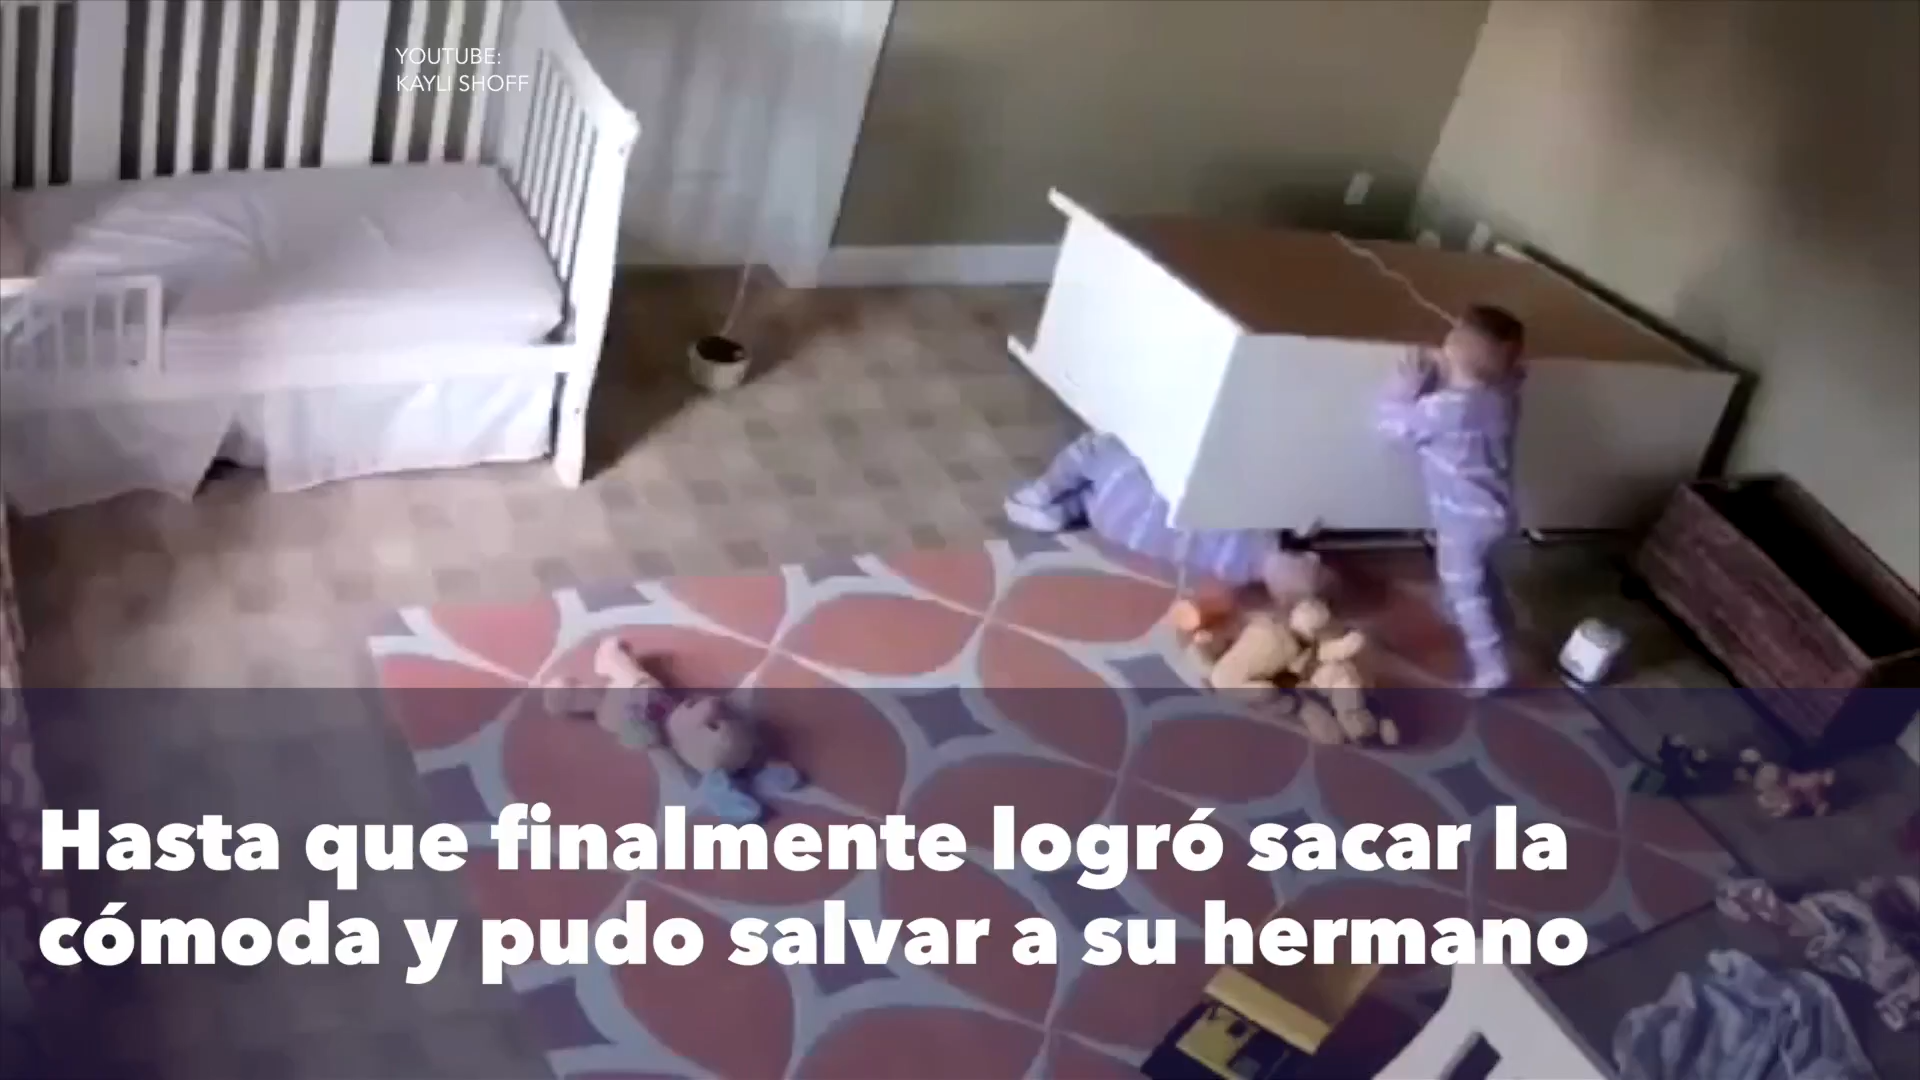 YOUTUBE:
KAYLI SHOFF
Hasta que finalmente logró sacar la
cómoda y pudo salvar a su hermano